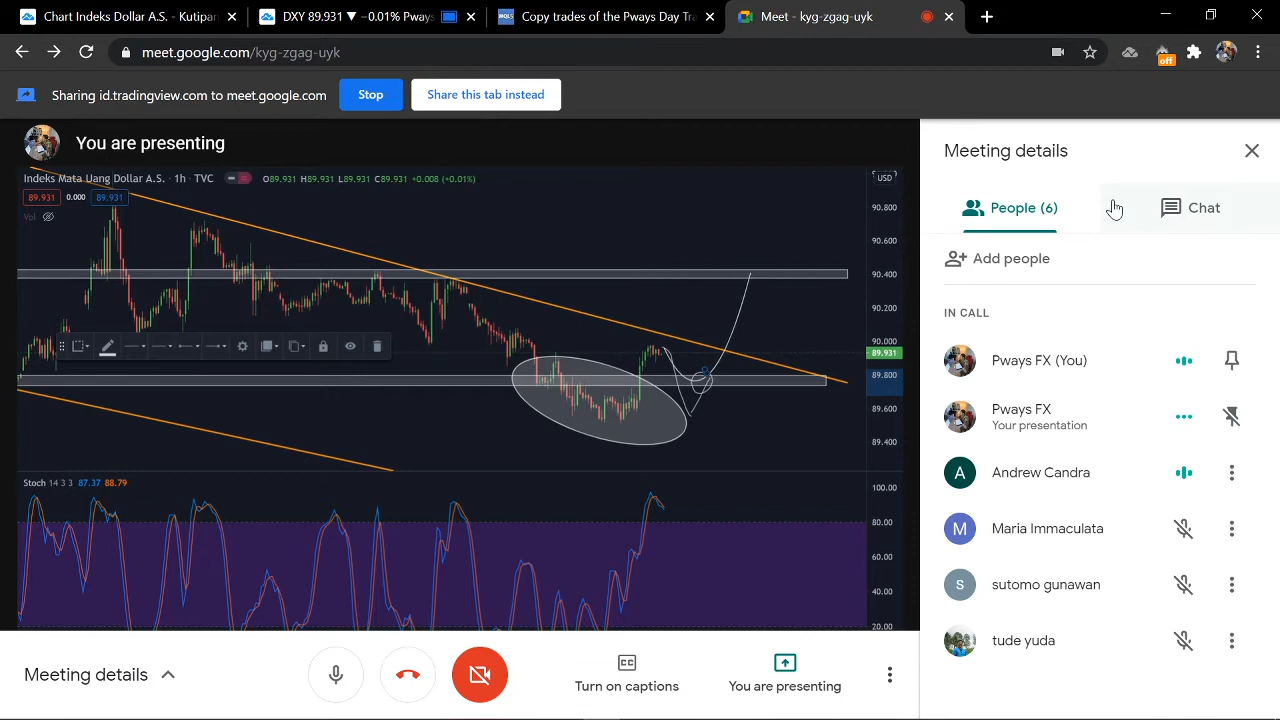 Chart Indeks Dollar A.S. - Kutipan
DXY 89.931 ▼ −0.01% Pways
Copy trades of the Pways Day Tra
Meet - kyg-zgag-uyk
meet.google.com/kyg-zgag-uyk
off
Sharing id.tradingview.com to meet.google.com
Stop
Share this tab instead
You are presenting
Indeks Mata Uang Dollar A.S. · 1h · TVC
O89.931 H89.931 L89.931 C89.931 +0.008 (+0.01%)
USD
89.931 0.000 89.931
Vol
90.800
90.600
90.400
90.200
90.000
89.931
89.800
89.600
89.400
Stoch 14 3 3 87.37 88.79
100.00
80.00
60.00
40.00
20.00
Meeting details
People (6)
Chat
Add people
IN CALL
Pways FX (You)
Pways FX
Your presentation
A Andrew Candra
M Maria Immaculata
S sutomo gunawan
tude yuda
Meeting details
Turn on captions
You are presenting